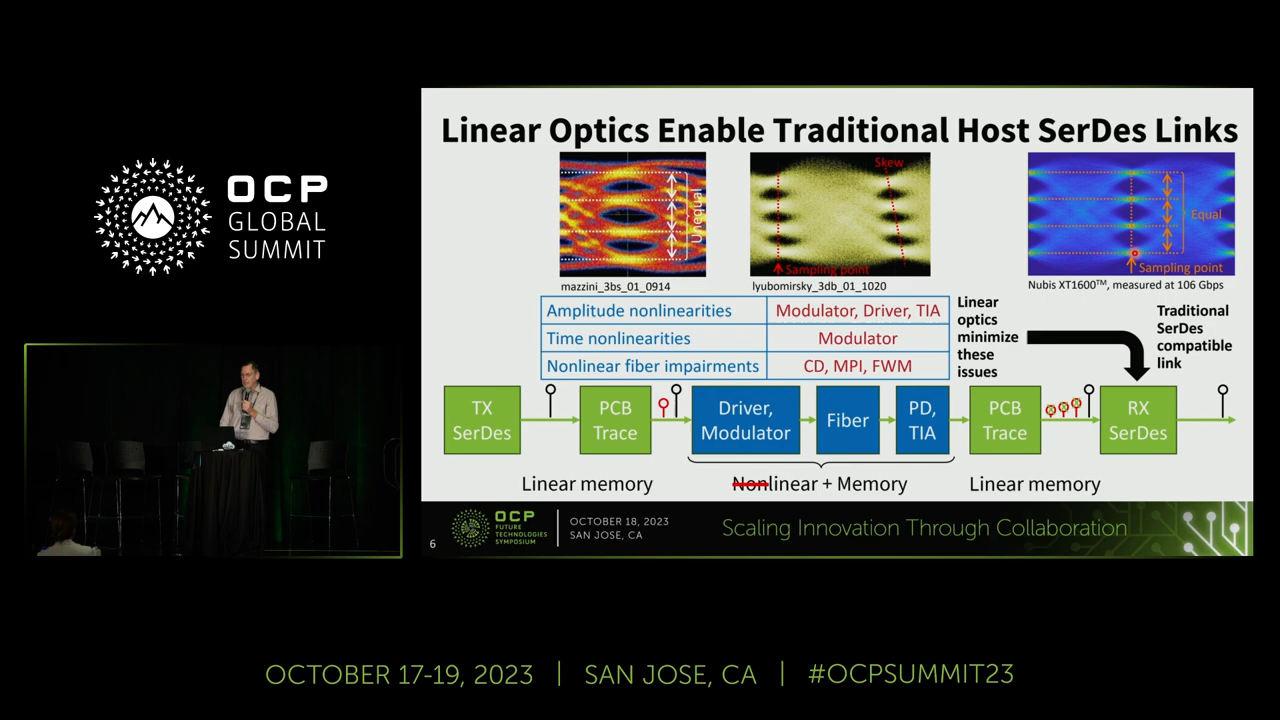 OCP
GLOBAL
SUMMIT
Linear Optics Enable Traditional Host SerDes Links
Unequal
Skew
Sampling point
Equal
Sampling point
mazzini_3bs_01_0914
lyubomirsky_3db_01_1020
Nubis XT1600™, measured at 106 Gbps
Amplitude nonlinearities
Modulator, Driver, TIA
Time nonlinearities
Modulator
Nonlinear fiber impairments
CD, MPI, FWM
Linear
optics
minimize
these
issues
Traditional
SerDes
compatible
link
TX
SerDes
PCB
Trace
Driver,
Modulator
Fiber
PD,
TIA
PCB
Trace
RX
SerDes
Linear memory
Nonlinear + Memory
Linear memory
6
OCP
FUTURE
TECHNOLOGIES
SYMPOSIUM
OCTOBER 18, 2023
SAN JOSE, CA
Scaling Innovation Through Collaboration
OCTOBER 17-19, 2023 | SAN JOSE, CA | #OCPSUMMIT23